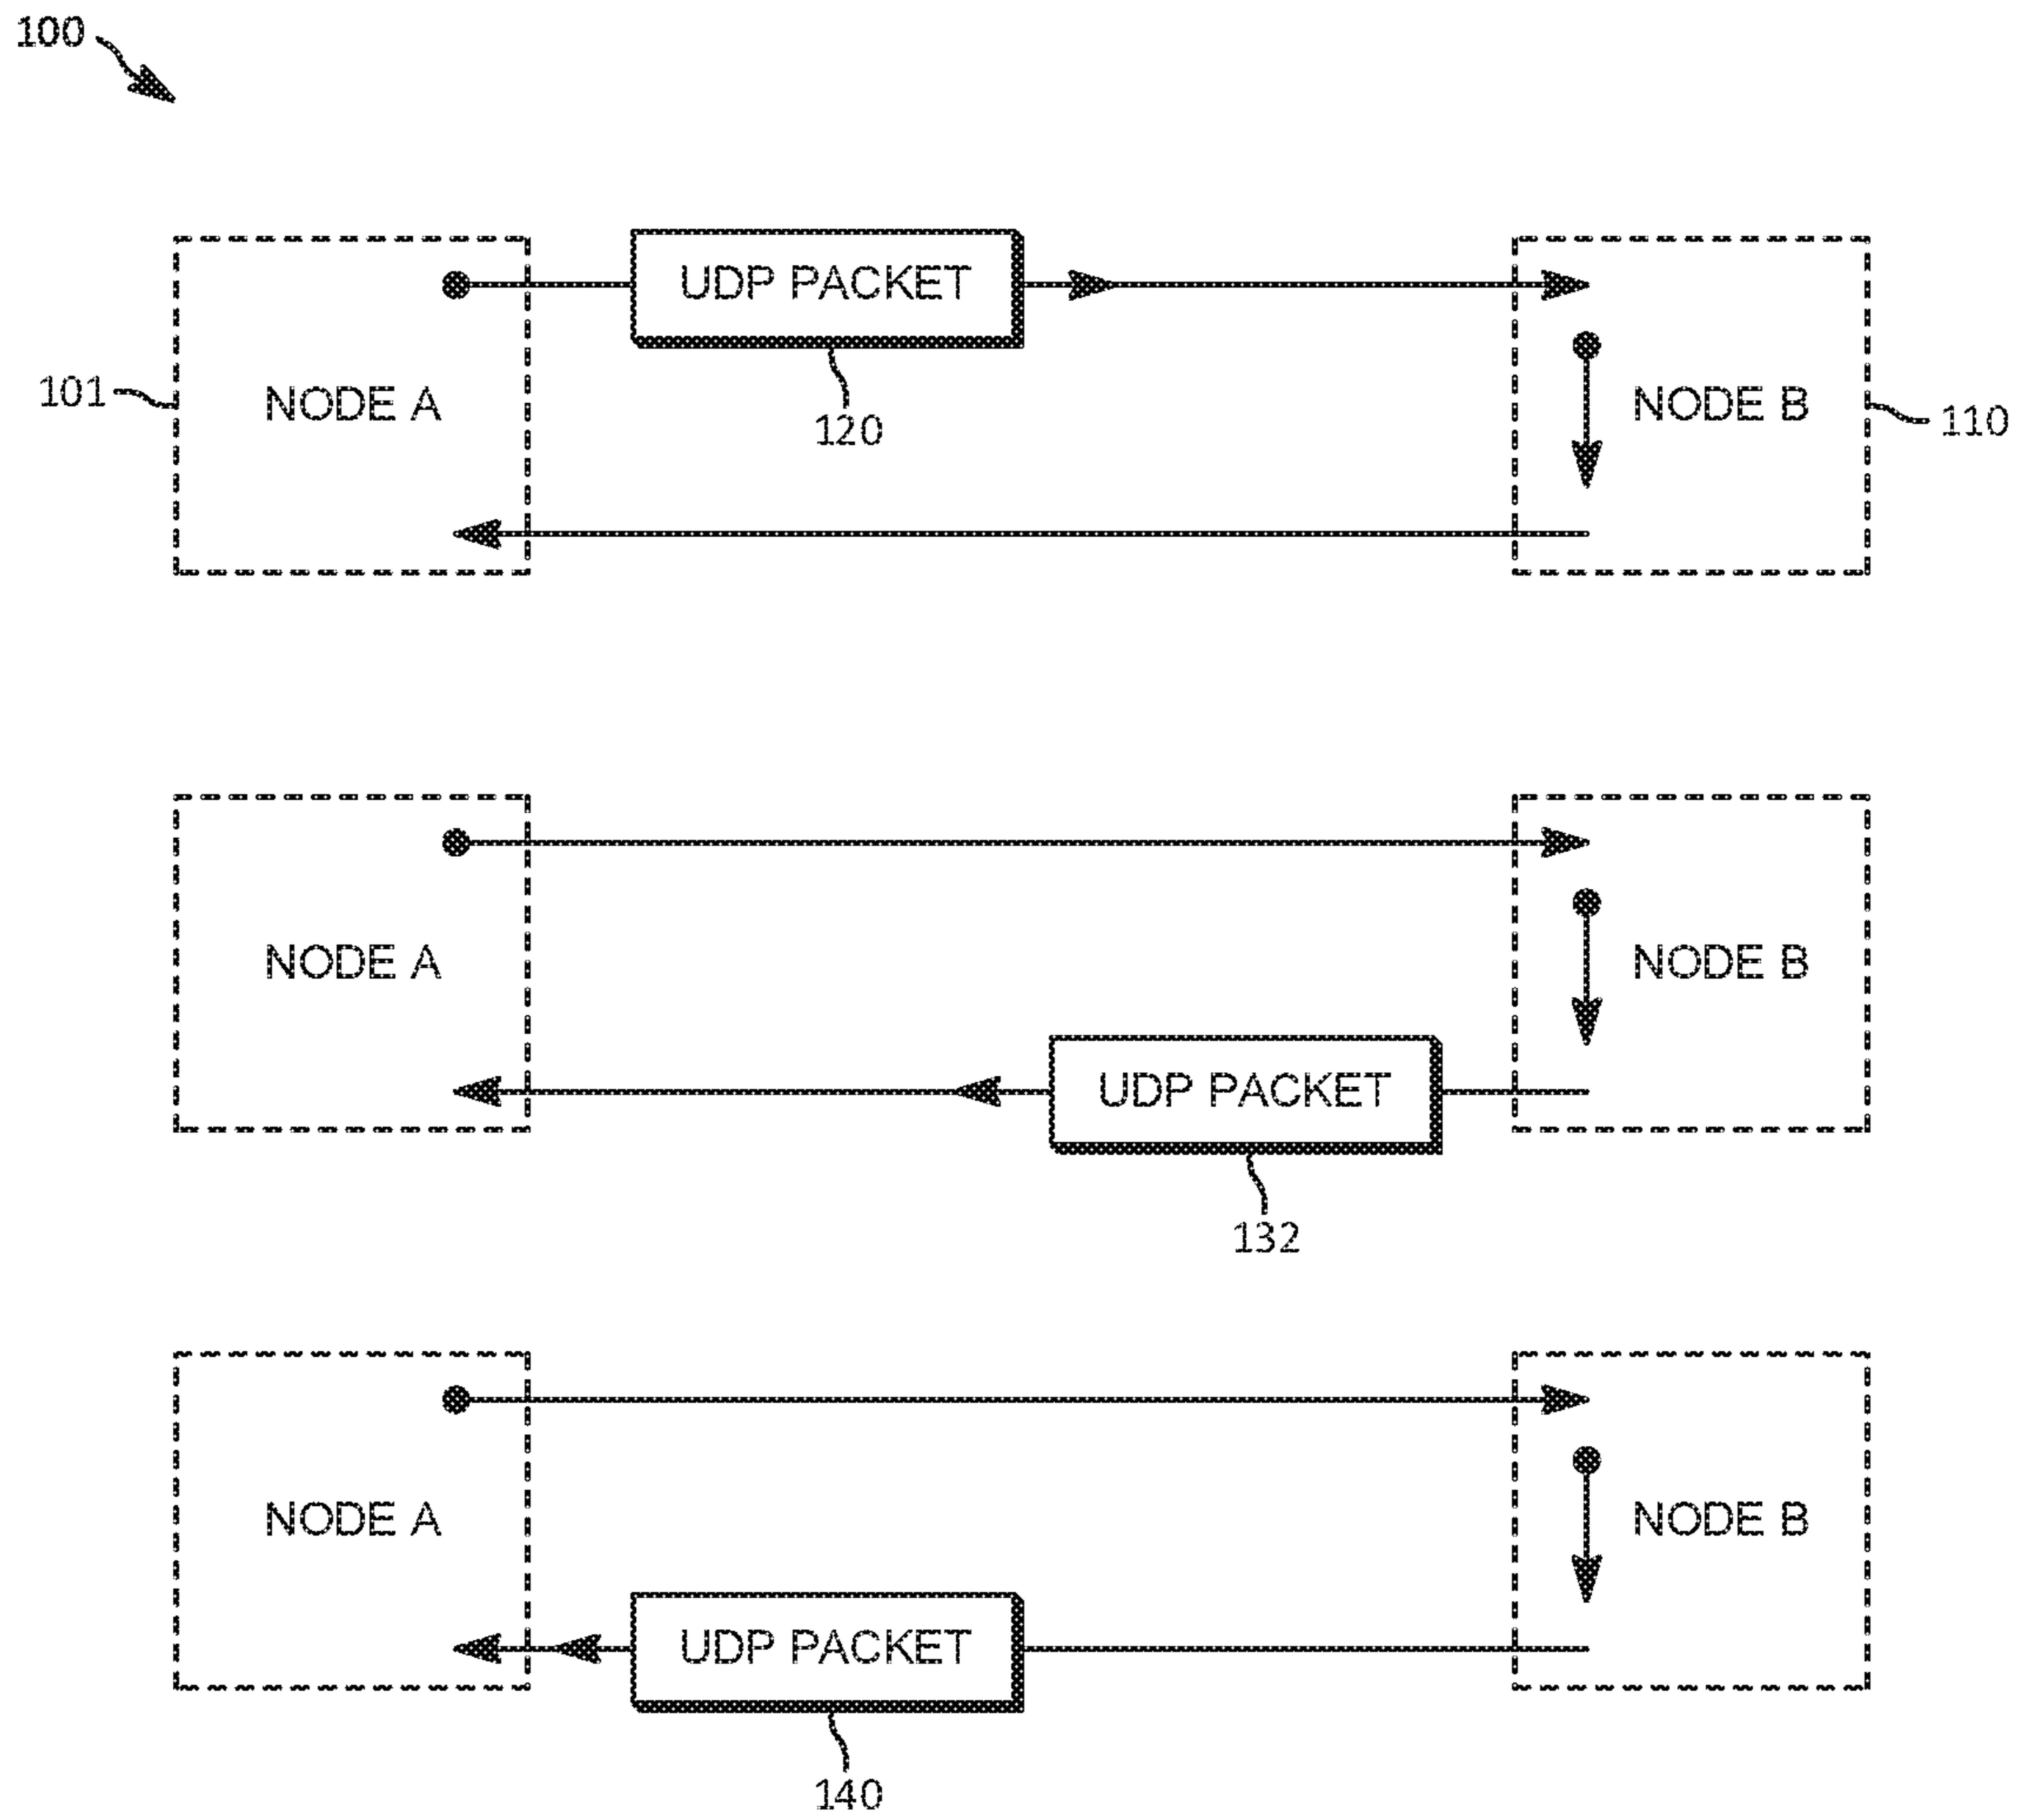 100
UDP PACKET
101
NODE A
120
NODE B
110
NODE A
NODE B
UDP PACKET
132
NODE A
NODE B
UDP PACKET
140